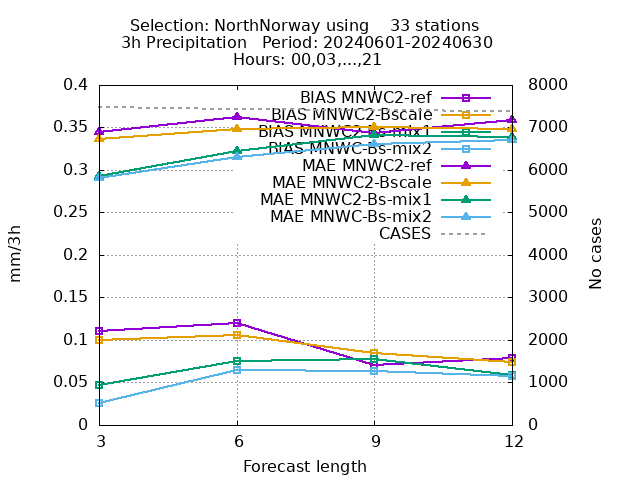 Selection: NorthNorway using    33 stations
3h Precipitation   Period: 20240601-20240630
Hours: 00,03,...,21
0.4
8000
BIAS MNWC2-ref
BIAS MNWC2-Bscale
0.35
7000
BIAS MNWC2-Bs-mix1
BIAS MNWC-Bs-mix2
MAE MNWC2-ref
0.3
6000
MAE MNWC2-Bscale
MAE MNWC2-Bs-mix1
0.25
5000
MAE MNWC-Bs-mix2
CASES
mm/3h
No cases
0.2
4000
0.15
3000
0.1
2000
0.05
1000
0
0
3 6 9 12
Forecast length